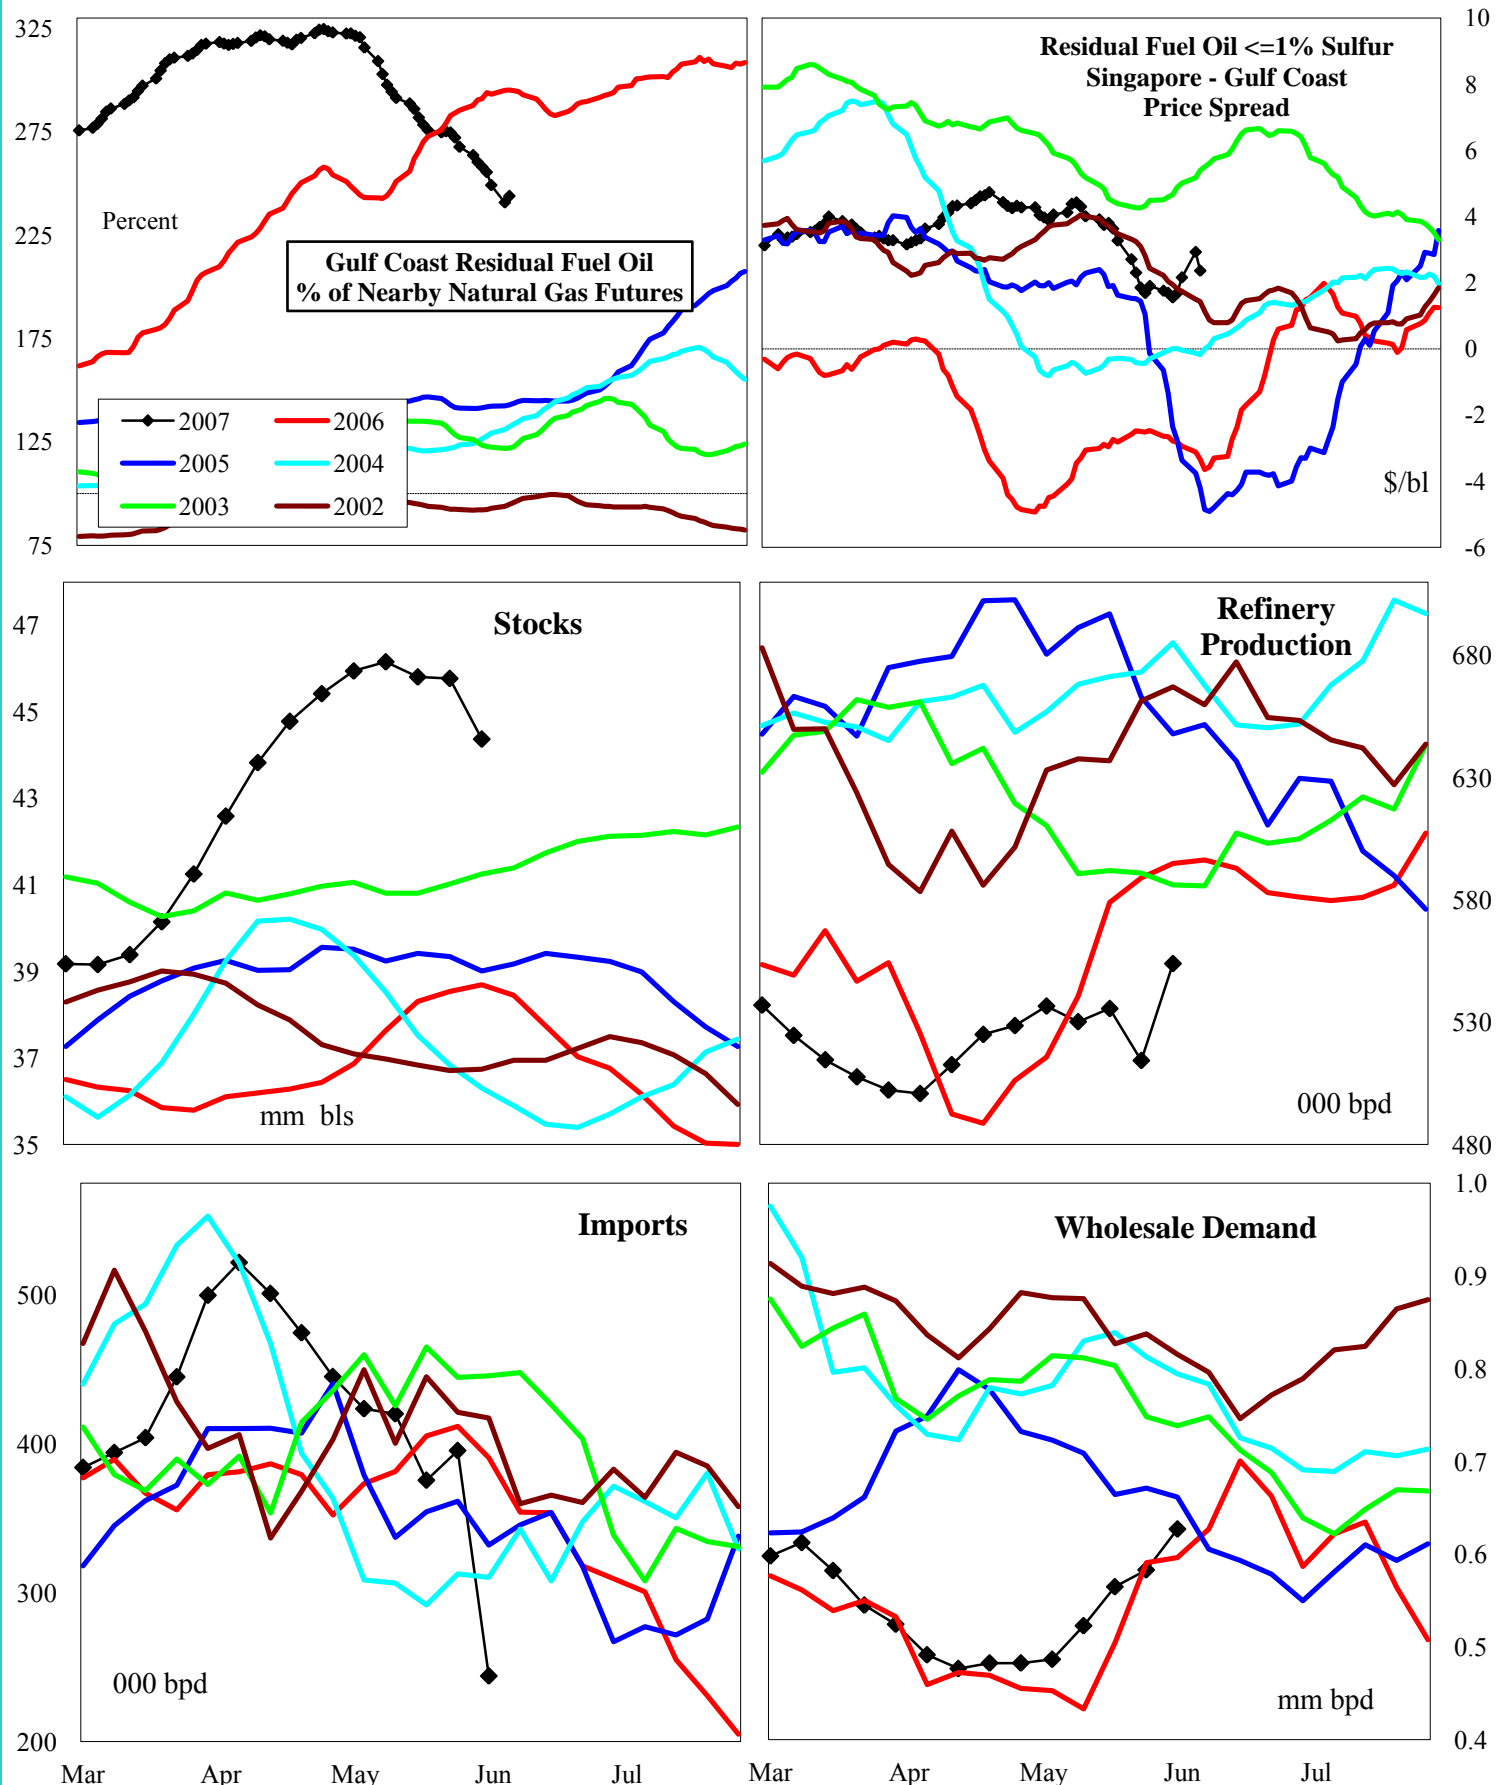 325
275
225
175
125
75
Percent
Gulf Coast Residual Fuel Oil
% of Nearby Natural Gas Futures
2007
2006
2005
2004
2003
2002
Residual Fuel Oil <=1% Sulfur
Singapore - Gulf Coast
Price Spread
$/bl
10
8
6
4
2
0
-2
-4
-6
47
45
43
41
39
37
35
Stocks
mm bls
Refinery
Production
000 bpd
680
630
580
530
480
500
400
300
200
Imports
000 bpd
Mar Apr May Jun Jul
Wholesale Demand
mm bpd
1.0
0.9
0.8
0.7
0.6
0.5
0.4
Mar Apr May Jun Jul